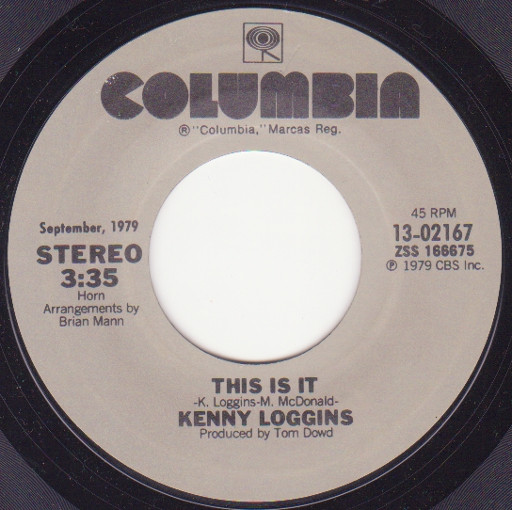 COLUMBIA
®"Columbia," Marcas Reg.
September, 1979
STEREO
3:35
Horn
Arrangements by
Brian Mann
45 RPM
13-02167
ZSS 166675
℗ 1979 CBS Inc.
THIS IS IT
-K. Loggins-M. McDonald-
KENNY LOGGINS
Produced by Tom Dowd